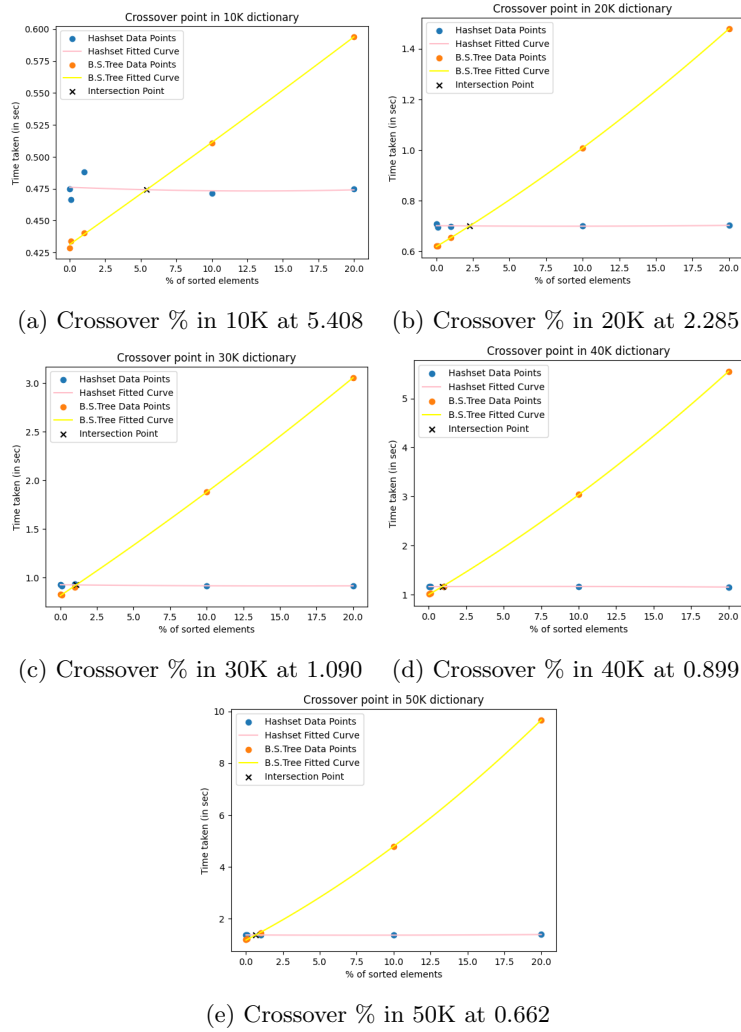 Crossover point in 10K dictionary
0.600
0.575
0.550
0.525
0.500
0.475
0.450
0.425
Time taken (in sec)
Hashset Data Points
Hashset Fitted Curve
B.S.Tree Data Points
B.S.Tree Fitted Curve
Intersection Point
0.0 2.5 5.0 7.5 10.0 12.5 15.0 17.5 20.0
% of sorted elements
(a) Crossover % in 10K at 5.408
Crossover point in 20K dictionary
1.4
1.2
1.0
0.8
0.6
Time taken (in sec)
Hashset Data Points
Hashset Fitted Curve
B.S.Tree Data Points
B.S.Tree Fitted Curve
Intersection Point
0.0 2.5 5.0 7.5 10.0 12.5 15.0 17.5 20.0
% of sorted elements
(b) Crossover % in 20K at 2.285
Crossover point in 30K dictionary
3.0
2.5
2.0
1.5
1.0
Time taken (in sec)
Hashset Data Points
Hashset Fitted Curve
B.S.Tree Data Points
B.S.Tree Fitted Curve
Intersection Point
0.0 2.5 5.0 7.5 10.0 12.5 15.0 17.5 20.0
% of sorted elements
(c) Crossover % in 30K at 1.090
Crossover point in 40K dictionary
5
4
3
2
1
Time taken (in sec)
Hashset Data Points
Hashset Fitted Curve
B.S.Tree Data Points
B.S.Tree Fitted Curve
Intersection Point
0.0 2.5 5.0 7.5 10.0 12.5 15.0 17.5 20.0
% of sorted elements
(d) Crossover % in 40K at 0.899
Crossover point in 50K dictionary
10
8
6
4
2
Time taken (in sec)
Hashset Data Points
Hashset Fitted Curve
B.S.Tree Data Points
B.S.Tree Fitted Curve
Intersection Point
0.0 2.5 5.0 7.5 10.0 12.5 15.0 17.5 20.0
% of sorted elements
(e) Crossover % in 50K at 0.662